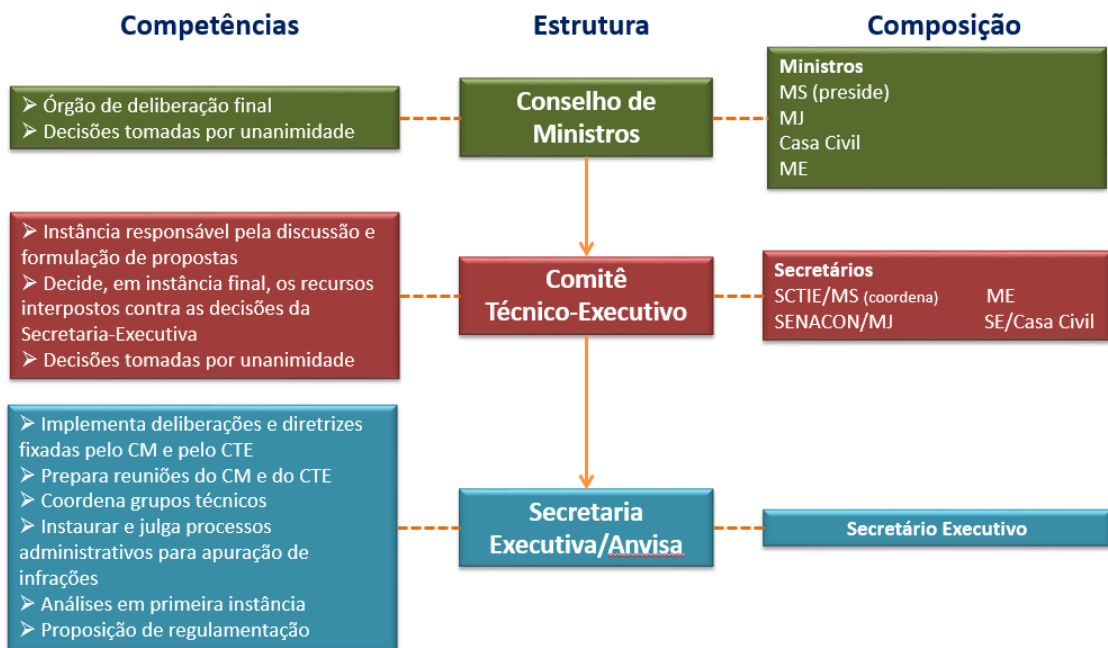 Competências
Estrutura
Composição
➢ Órgão de deliberação final
➢ Decisões tomadas por unanimidade
Conselho de
Ministros
Ministros
MS (preside)
MJ
Casa Civil
ME
➢ Instância responsável pela discussão e
formulação de propostas
➢ Decide, em instância final, os recursos
interpostos contra as decisões da
Secretaria-Executiva
➢ Decisões tomadas por unanimidade
Comitê
Técnico-Executivo
Secretários
SCTIE/MS (coordena) ME
SENACON/MJ SE/Casa Civil
➢ Implementa deliberações e diretrizes
fixadas pelo CM e pelo CTE
➢ Prepara reuniões do CM e do CTE
➢ Coordena grupos técnicos
➢ Instaurar e julga processos
administrativos para apuração de
infrações
➢ Análises em primeira instância
➢ Proposição de regulamentação
Secretaria
Executiva/Anvisa
Secretário Executivo